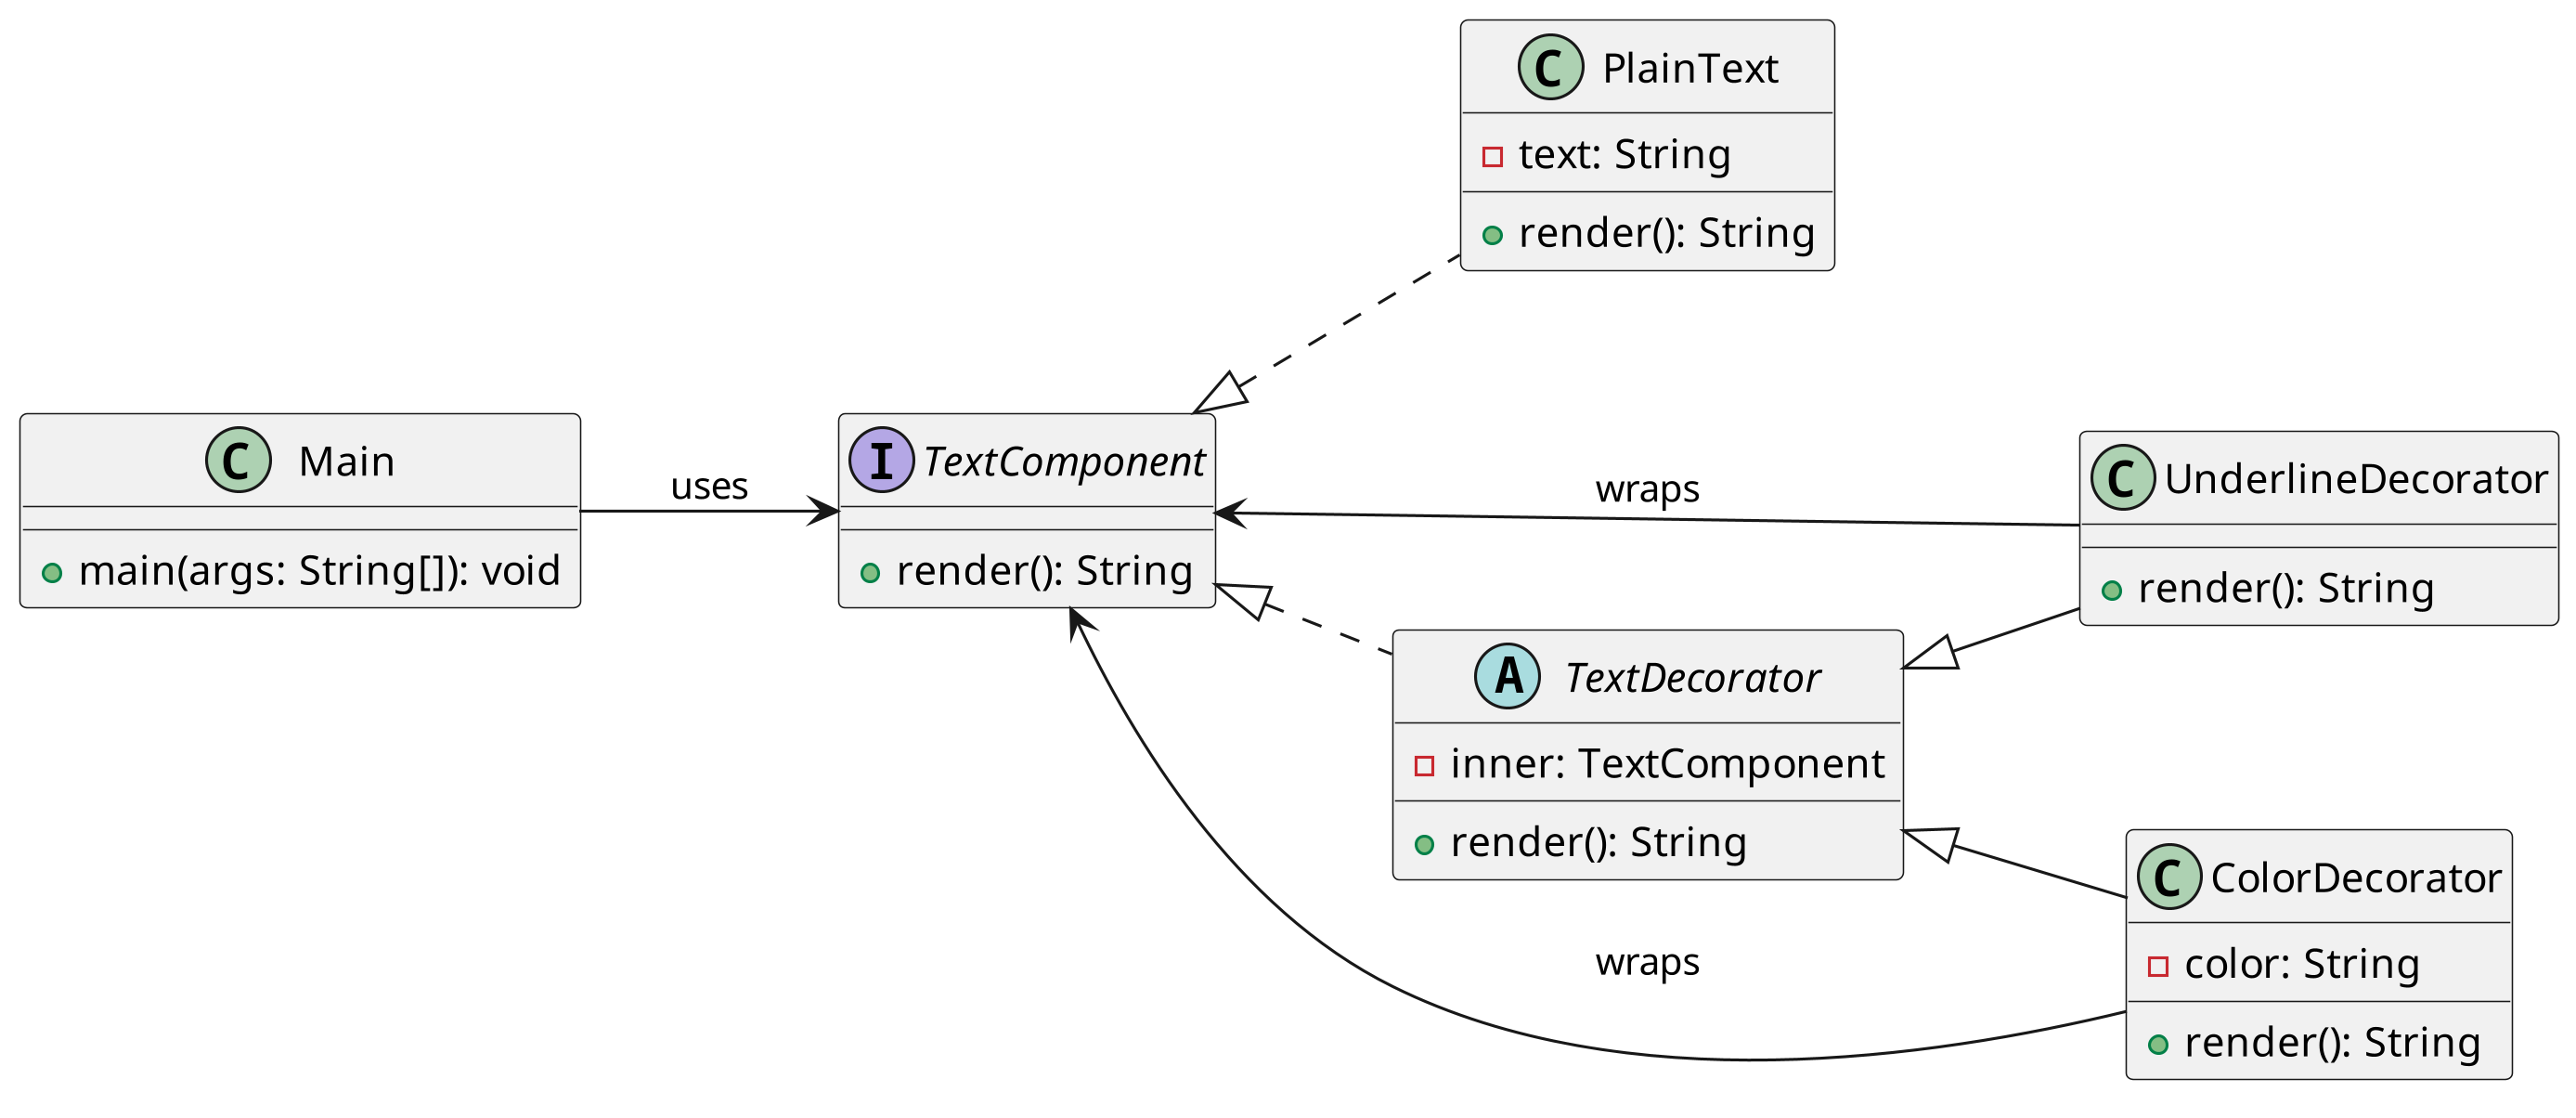 C PlainText
text: String
render(): String
C Main
main(args: String[]): void
uses
I TextComponent
render(): String
wraps
C UnderlineDecorator
render(): String
A TextDecorator
inner: TextComponent
render(): String
wraps
C ColorDecorator
color: String
render(): String